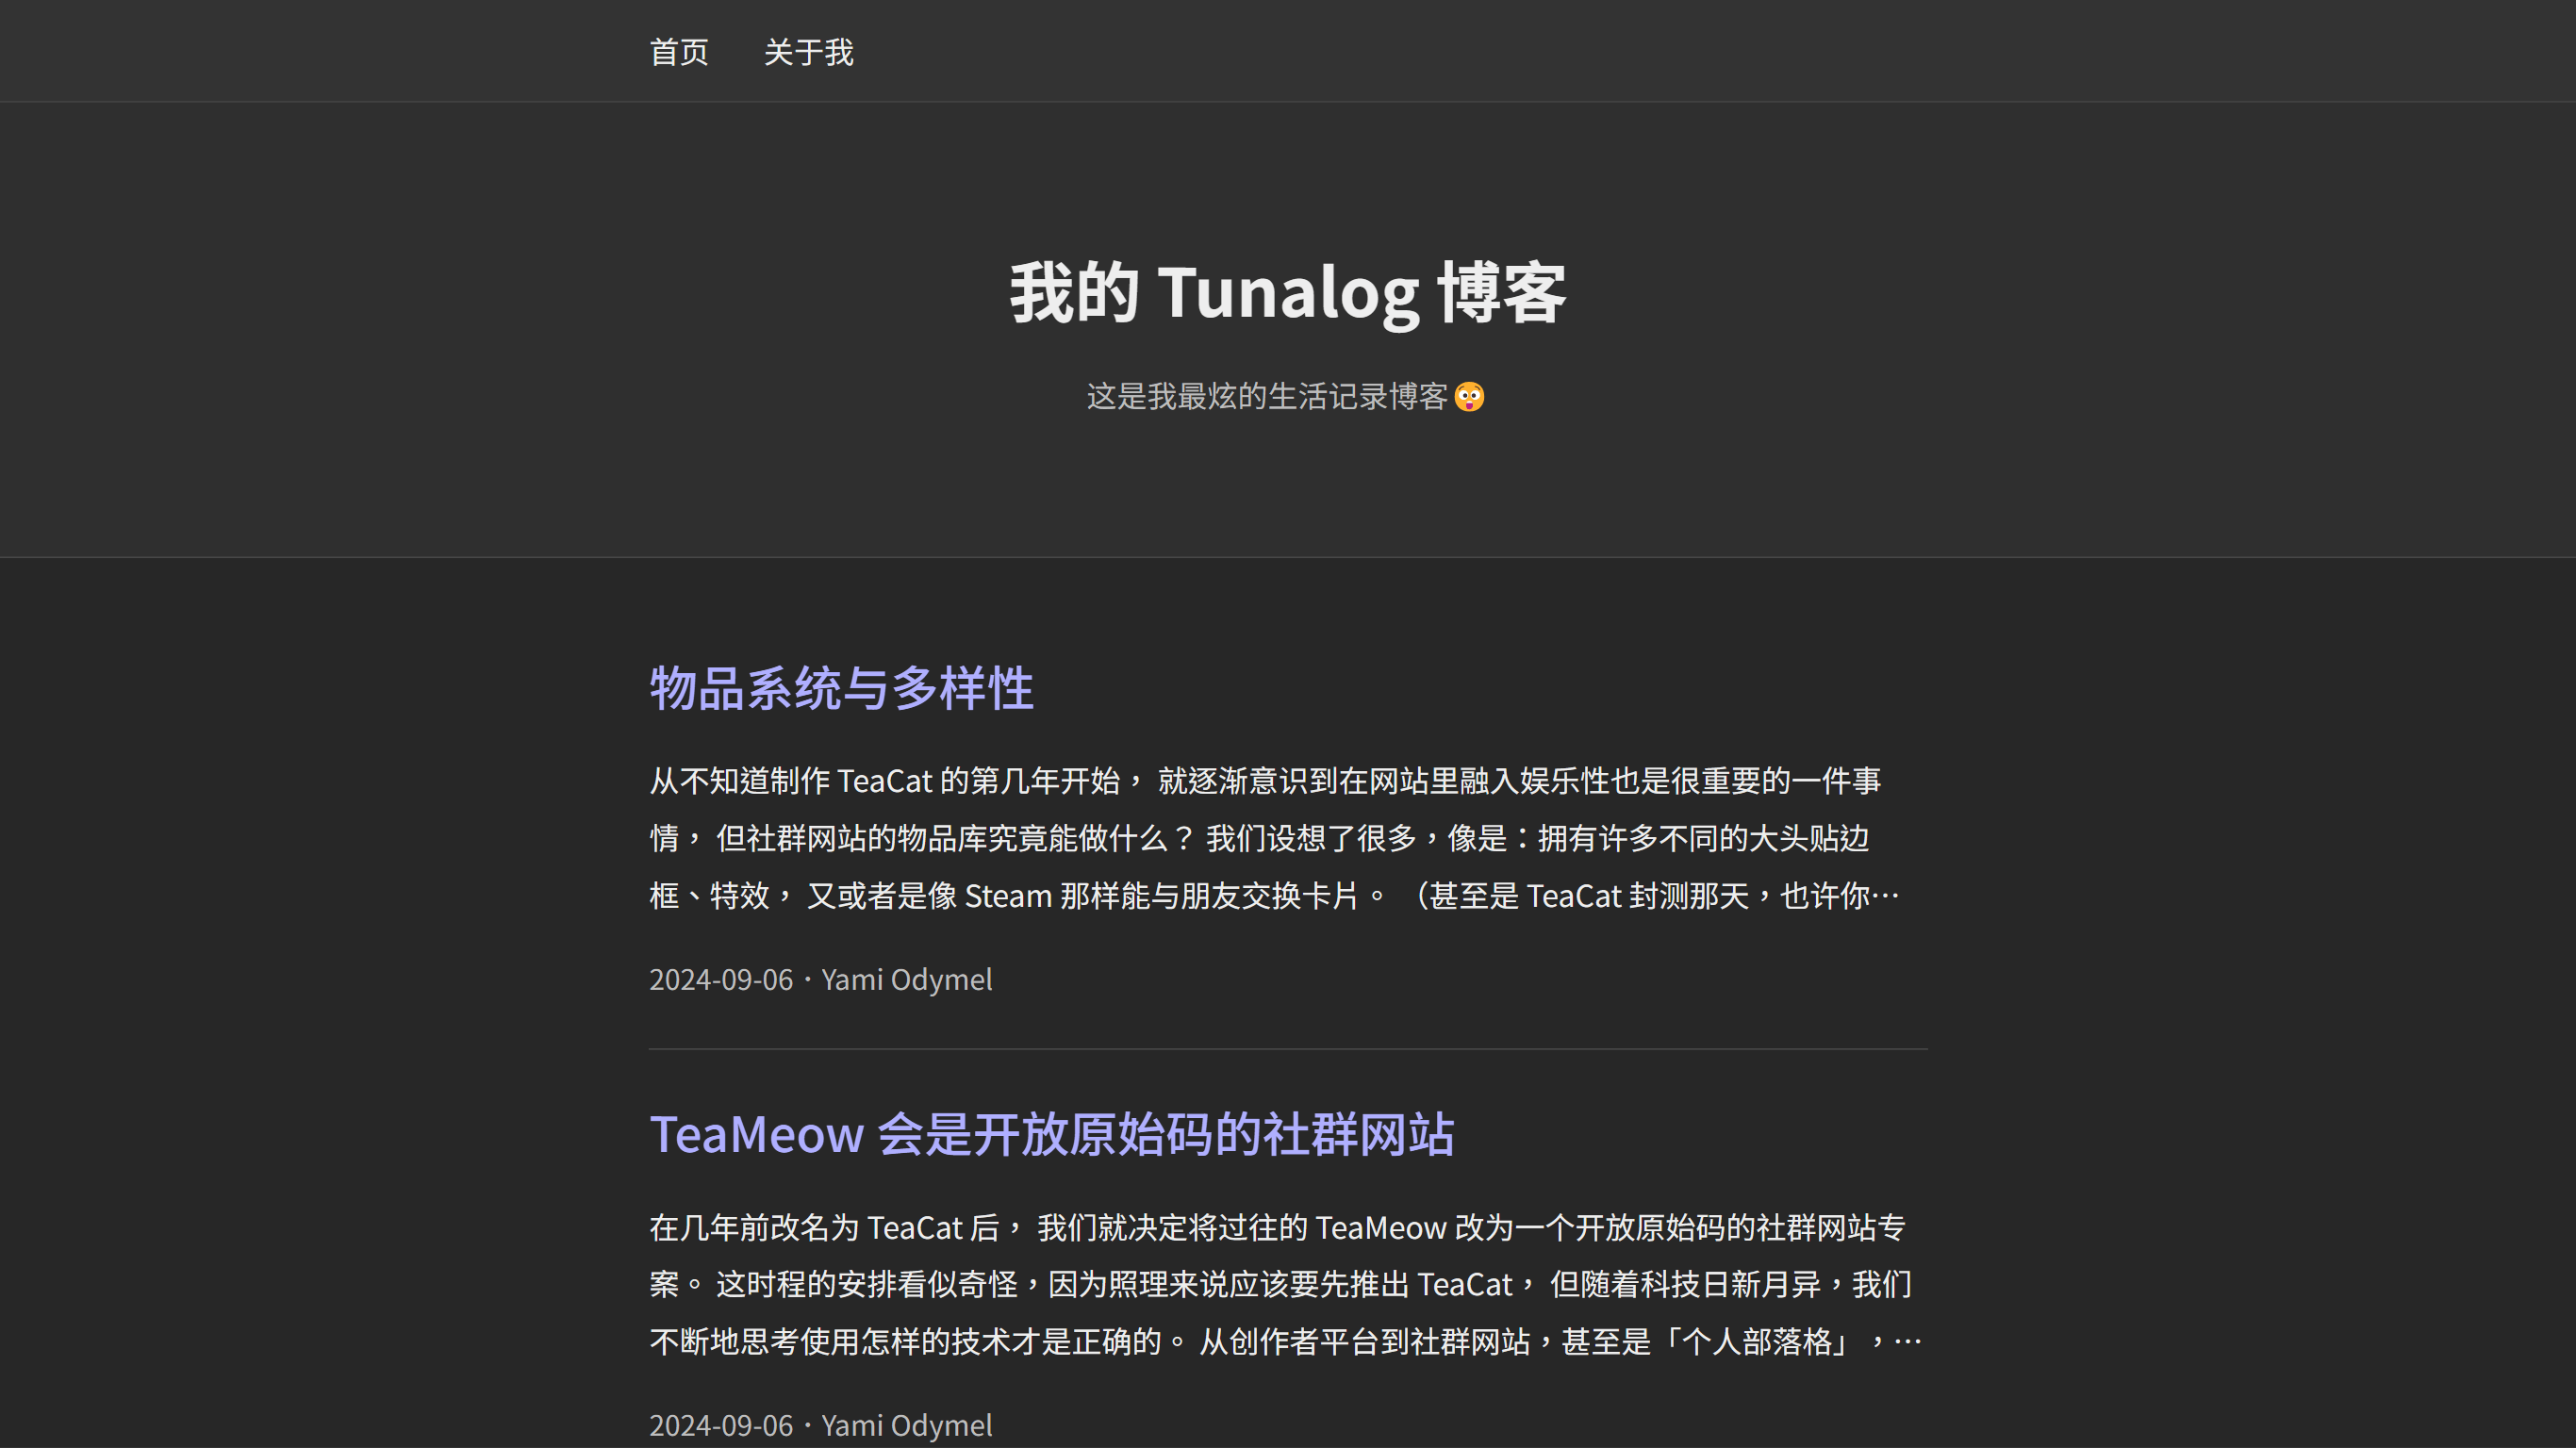 首页 关于我
我的 Tunalog 博客
这是我最炫的生活记录博客😳
物品系统与多样性
从不知道制作 TeaCat 的第几年开始， 就逐渐意识到在网站里融入娱乐性也是很重要的一件事
情， 但社群网站的物品库究竟能做什么？ 我们设想了很多，像是：拥有许多不同的大头贴边
框、特效， 又或者是像 Steam 那样能与朋友交换卡片。 （甚至是 TeaCat 封测那天，也许你…
2024-09-06・Yami Odymel
TeaMeow 会是开放原始码的社群网站
在几年前改名为 TeaCat 后， 我们就决定将过往的 TeaMeow 改为一个开放原始码的社群网站专
案。 这时程的安排看似奇怪，因为照理来说应该要先推出 TeaCat， 但随着科技日新月异，我们
不断地思考使用怎样的技术才是正确的。 从创作者平台到社群网站，甚至是「个人部落格」，…
2024-09-06・Yami Odymel